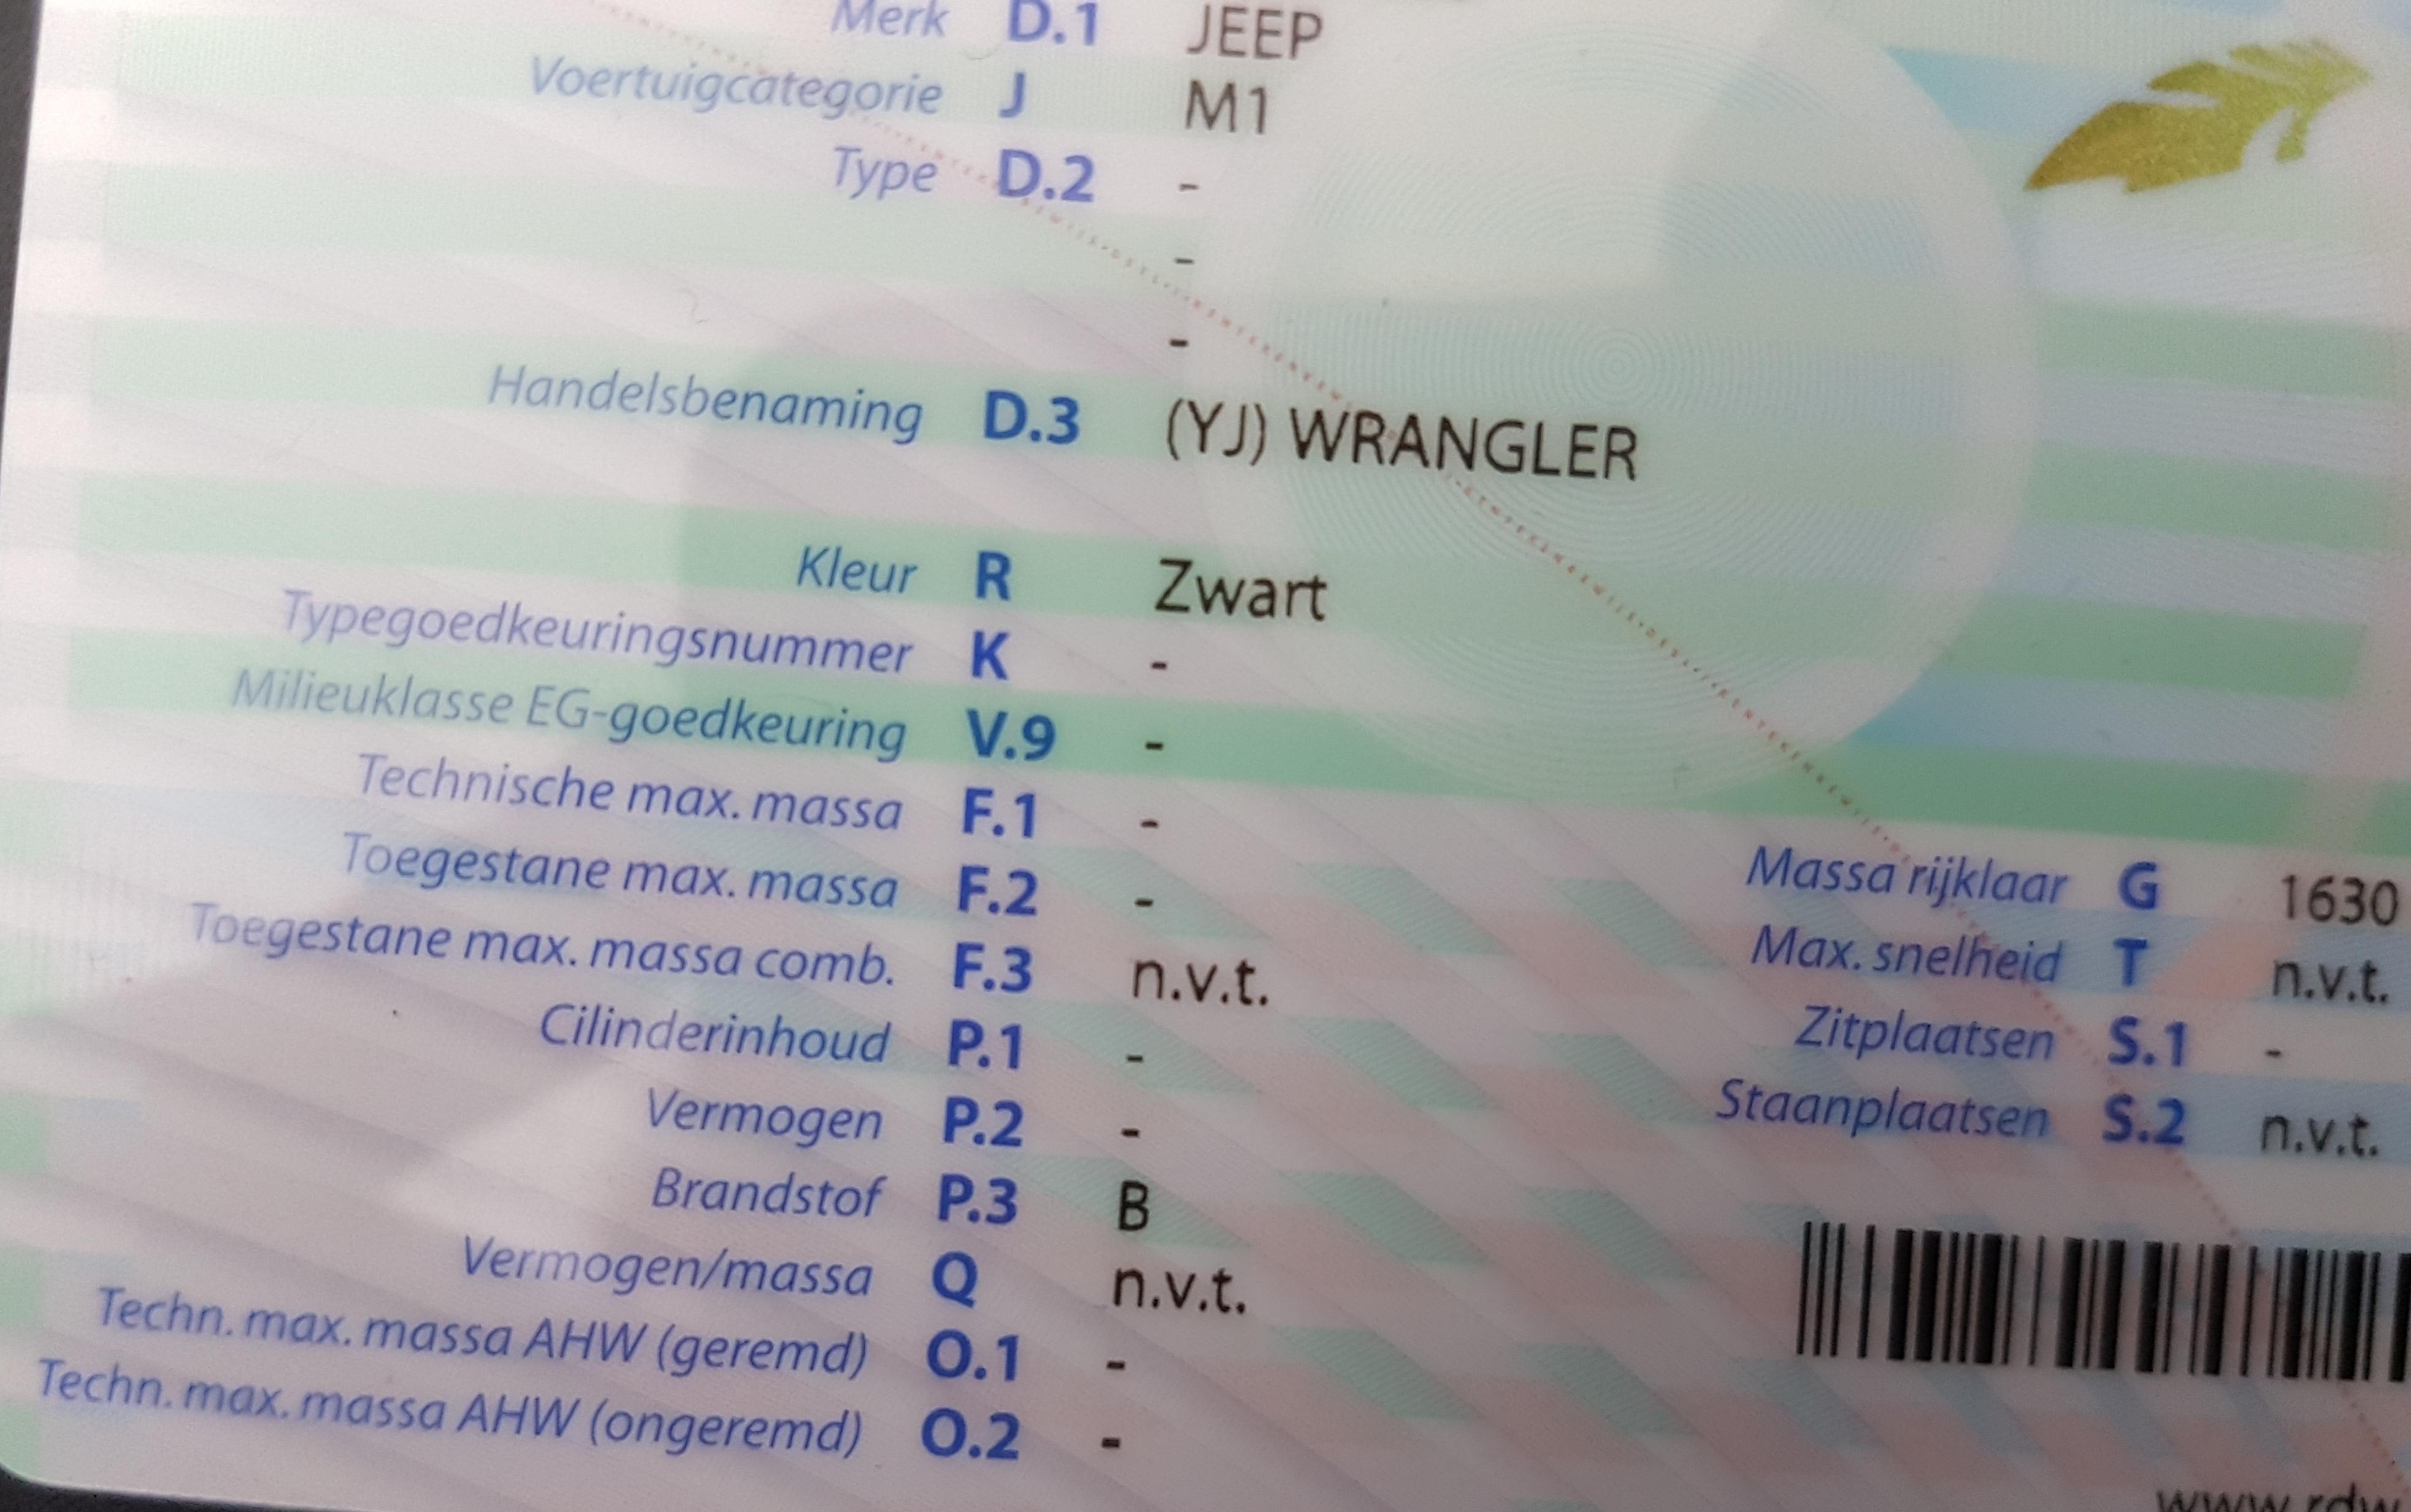 Merk D.1 JEEP
Voertuigcategorie J M1
Type D.2 -
-
-
Handelsbenaming D.3 (YJ) WRANGLER
Kleur R Zwart
Typegoedkeuringsnummer K -
Milieuklasse EG-goedkeuring V.9 -
Technische max. massa F.1 -
Toegestane max. massa F.2 -
Toegestane max. massa comb. F.3 n.v.t.
Cilinderinhoud P.1 -
Vermogen P.2 -
Brandstof P.3 B
Vermogen/massa Q n.v.t.
Techn. max. massa AHW (geremd) O.1 -
Techn. max. massa AHW (ongeremd) O.2 -
Massa rijklaar G 1630
Max. snelheid T n.v.t.
Zitplaatsen S.1 -
Staanplaatsen S.2 n.v.t.
www.rdw